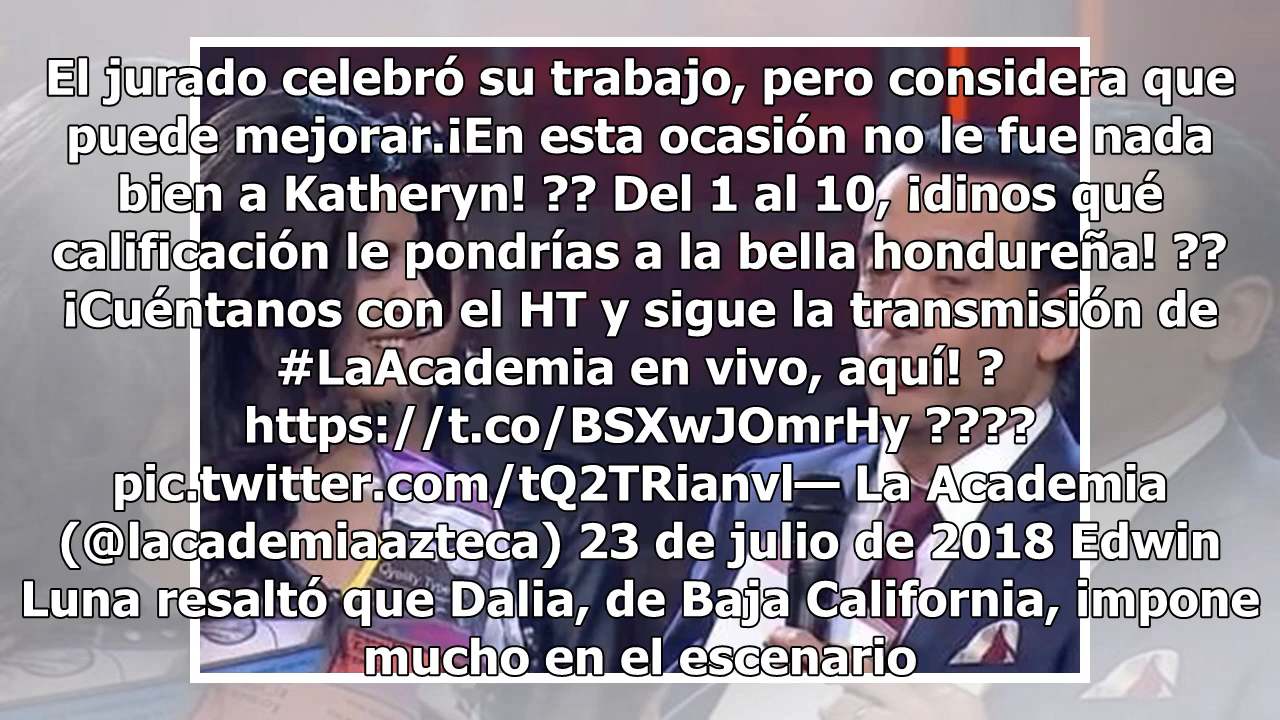 El jurado celebró su trabajo, pero considera que
puede mejorar.¡En esta ocasión no le fue nada
bien a Katheryn! ?? Del 1 al 10, ¡dinos qué
calificación le pondrías a la bella hondureña! ??
¡Cuéntanos con el HT y sigue la transmisión de
#LaAcademia en vivo, aquí! ?
https://t.co/BSXwJOmrHy ????
pic.twitter.com/tQ2TRianvl— La Academia
(@lacademiaazteca) 23 de julio de 2018 Edwin
Luna resaltó que Dalia, de Baja California, impone
mucho en el escenario